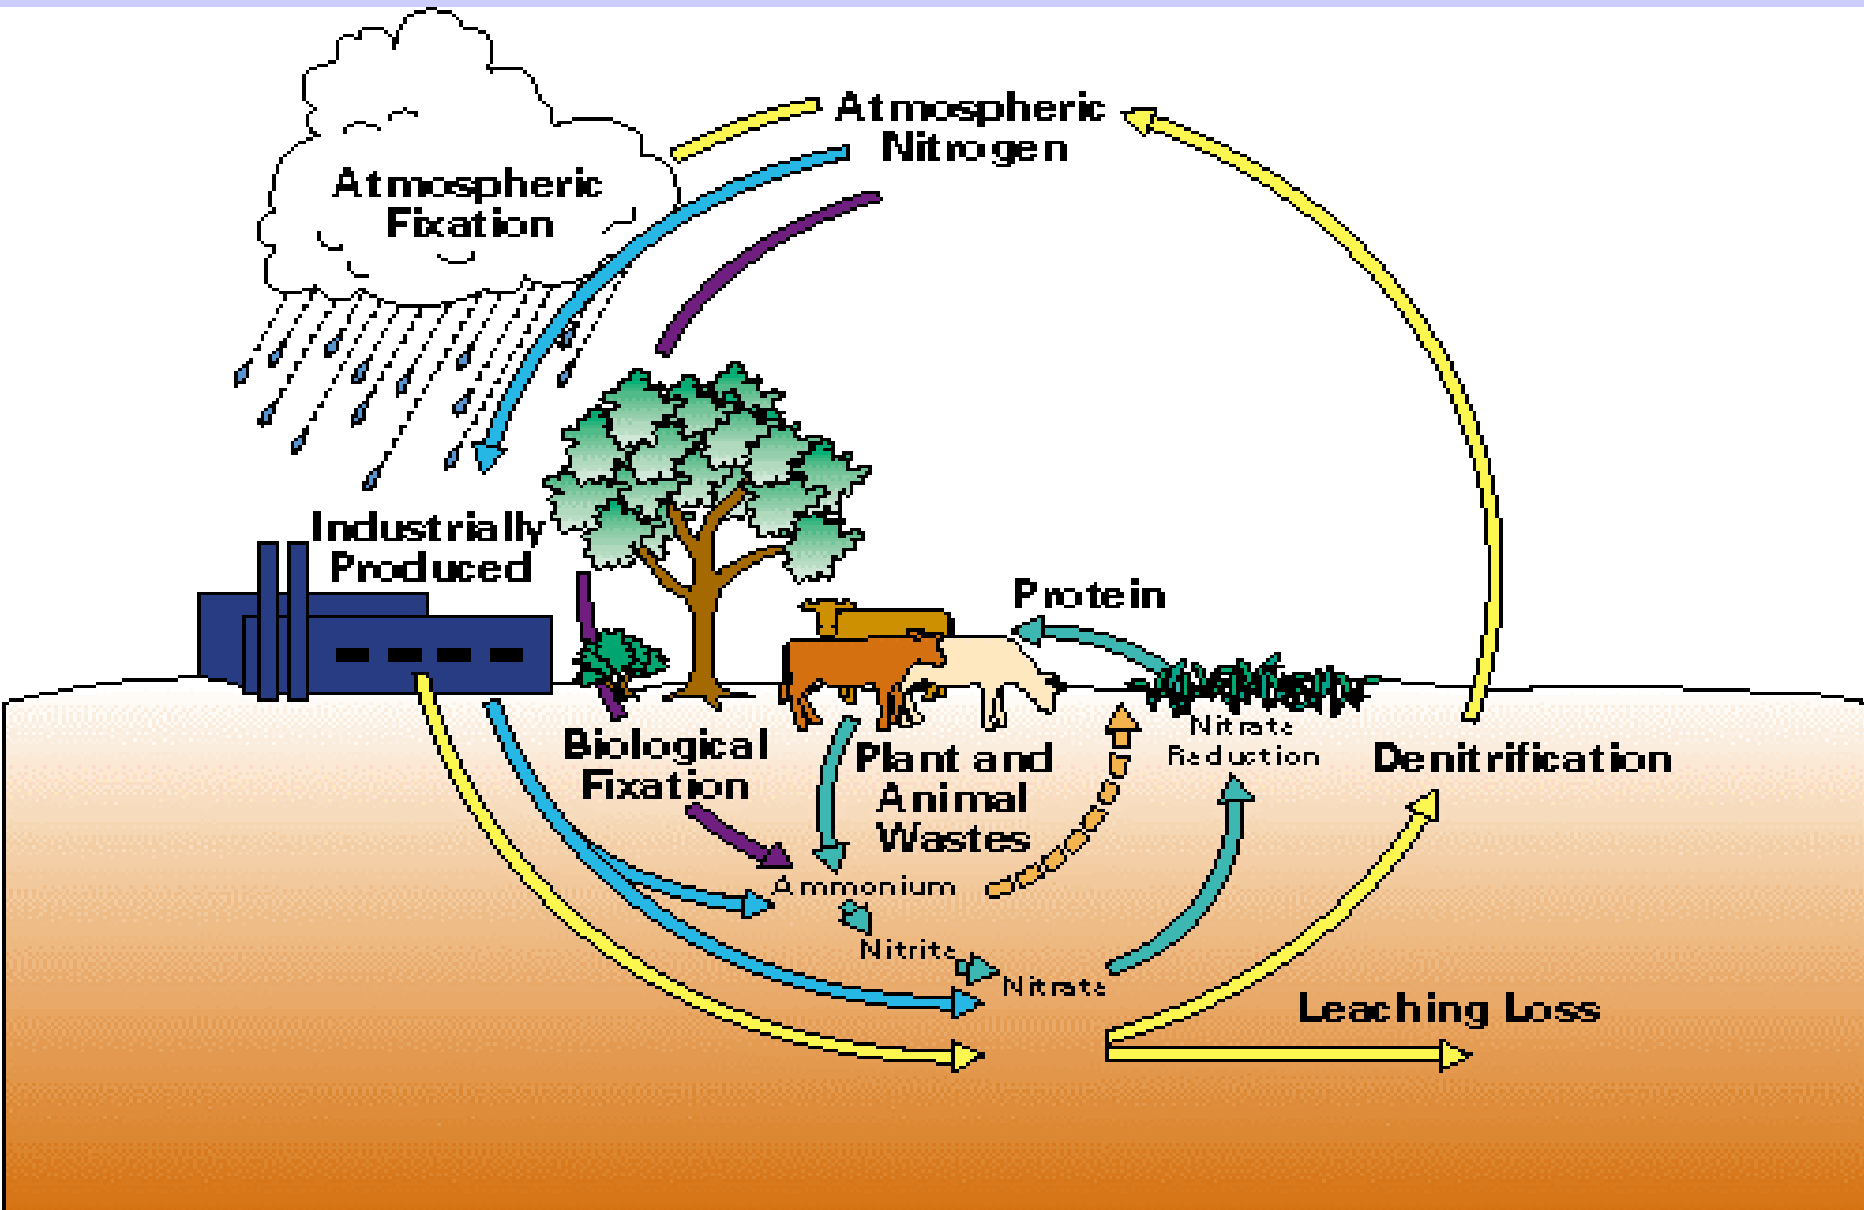 Atmospheric
Nitrogen
Atmospheric
Fixation
Industrially
Produced
Protein
Nitrate
Reduction
Denitrification
Biological
Fixation
Plant and
Animal
Wastes
Ammonium
Nitrite
Nitrate
Leaching Loss